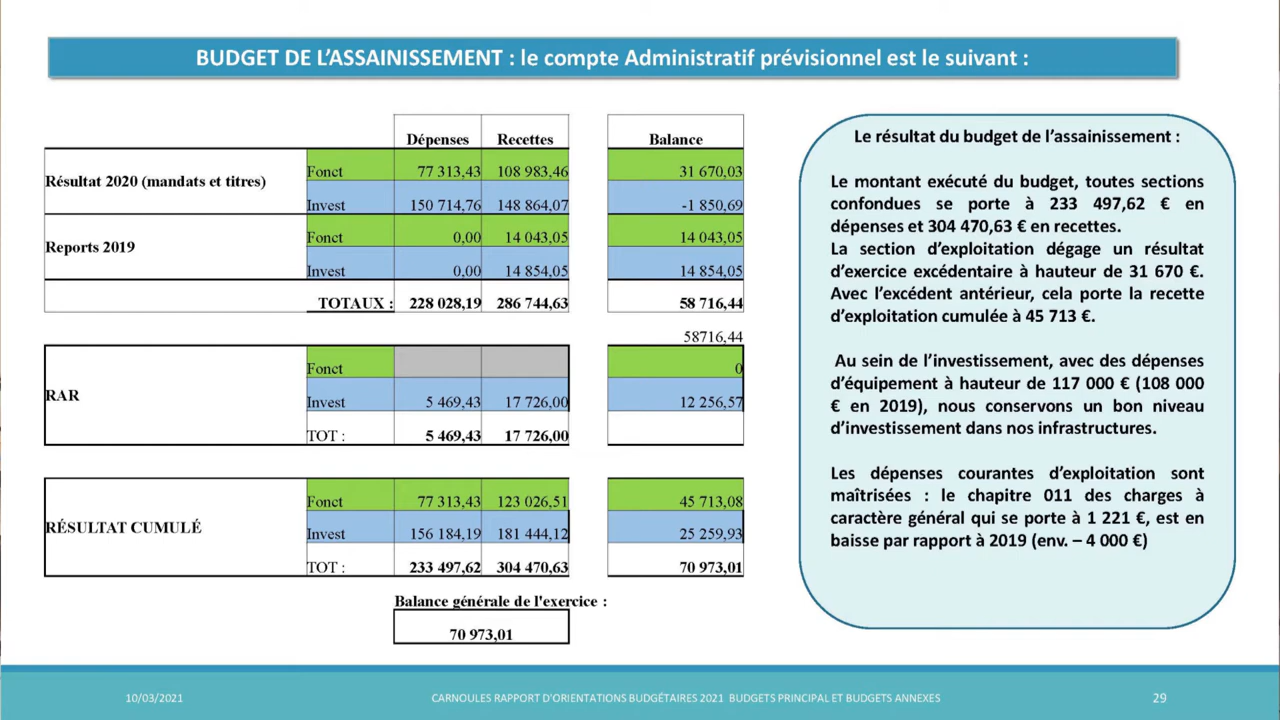 BUDGET DE L'ASSAINISSEMENT : le compte Administratif prévisionnel est le suivant :
Dépenses Recettes Balance
Résultat 2020 (mandats et titres)
Fonct 77 313,43 108 983,46 31 670,03
Invest 150 714,76 148 864,07 -1 850,69
Reports 2019
Fonct 0,00 14 043,05 14 043,05
Invest 0,00 14 854,05 14 854,05
TOTAUX : 228 028,19 286 744,63 58 716,44
58716,44
RAR
Fonct 0
Invest 5 469,43 17 726,00 12 256,57
TOT : 5 469,43 17 726,00
RÉSULTAT CUMULÉ
Fonct 77 313,43 123 026,51 45 713,08
Invest 156 184,19 181 444,12 25 259,93
TOT : 233 497,62 304 470,63 70 973,01
Balance générale de l'exercice :
70 973,01
Le résultat du budget de l'assainissement :
Le montant exécuté du budget, toutes sections
confondues se porte à 233 497,62 € en
dépenses et 304 470,63 € en recettes.
La section d'exploitation dégage un résultat
d'exercice excédentaire à hauteur de 31 670 €.
Avec l'excédent antérieur, cela porte la recette
d'exploitation cumulée à 45 713 €.
Au sein de l'investissement, avec des dépenses
d'équipement à hauteur de 117 000 € (108 000
€ en 2019), nous conservons un bon niveau
d'investissement dans nos infrastructures.
Les dépenses courantes d'exploitation sont
maîtrisées : le chapitre 011 des charges à
caractère général qui se porte à 1 221 €, est en
baisse par rapport à 2019 (env. – 4 000 €)
10/03/2021
CARNOULES RAPPORT D'ORIENTATIONS BUDGÉTAIRES 2021 BUDGETS PRINCIPAL ET BUDGETS ANNEXES
29